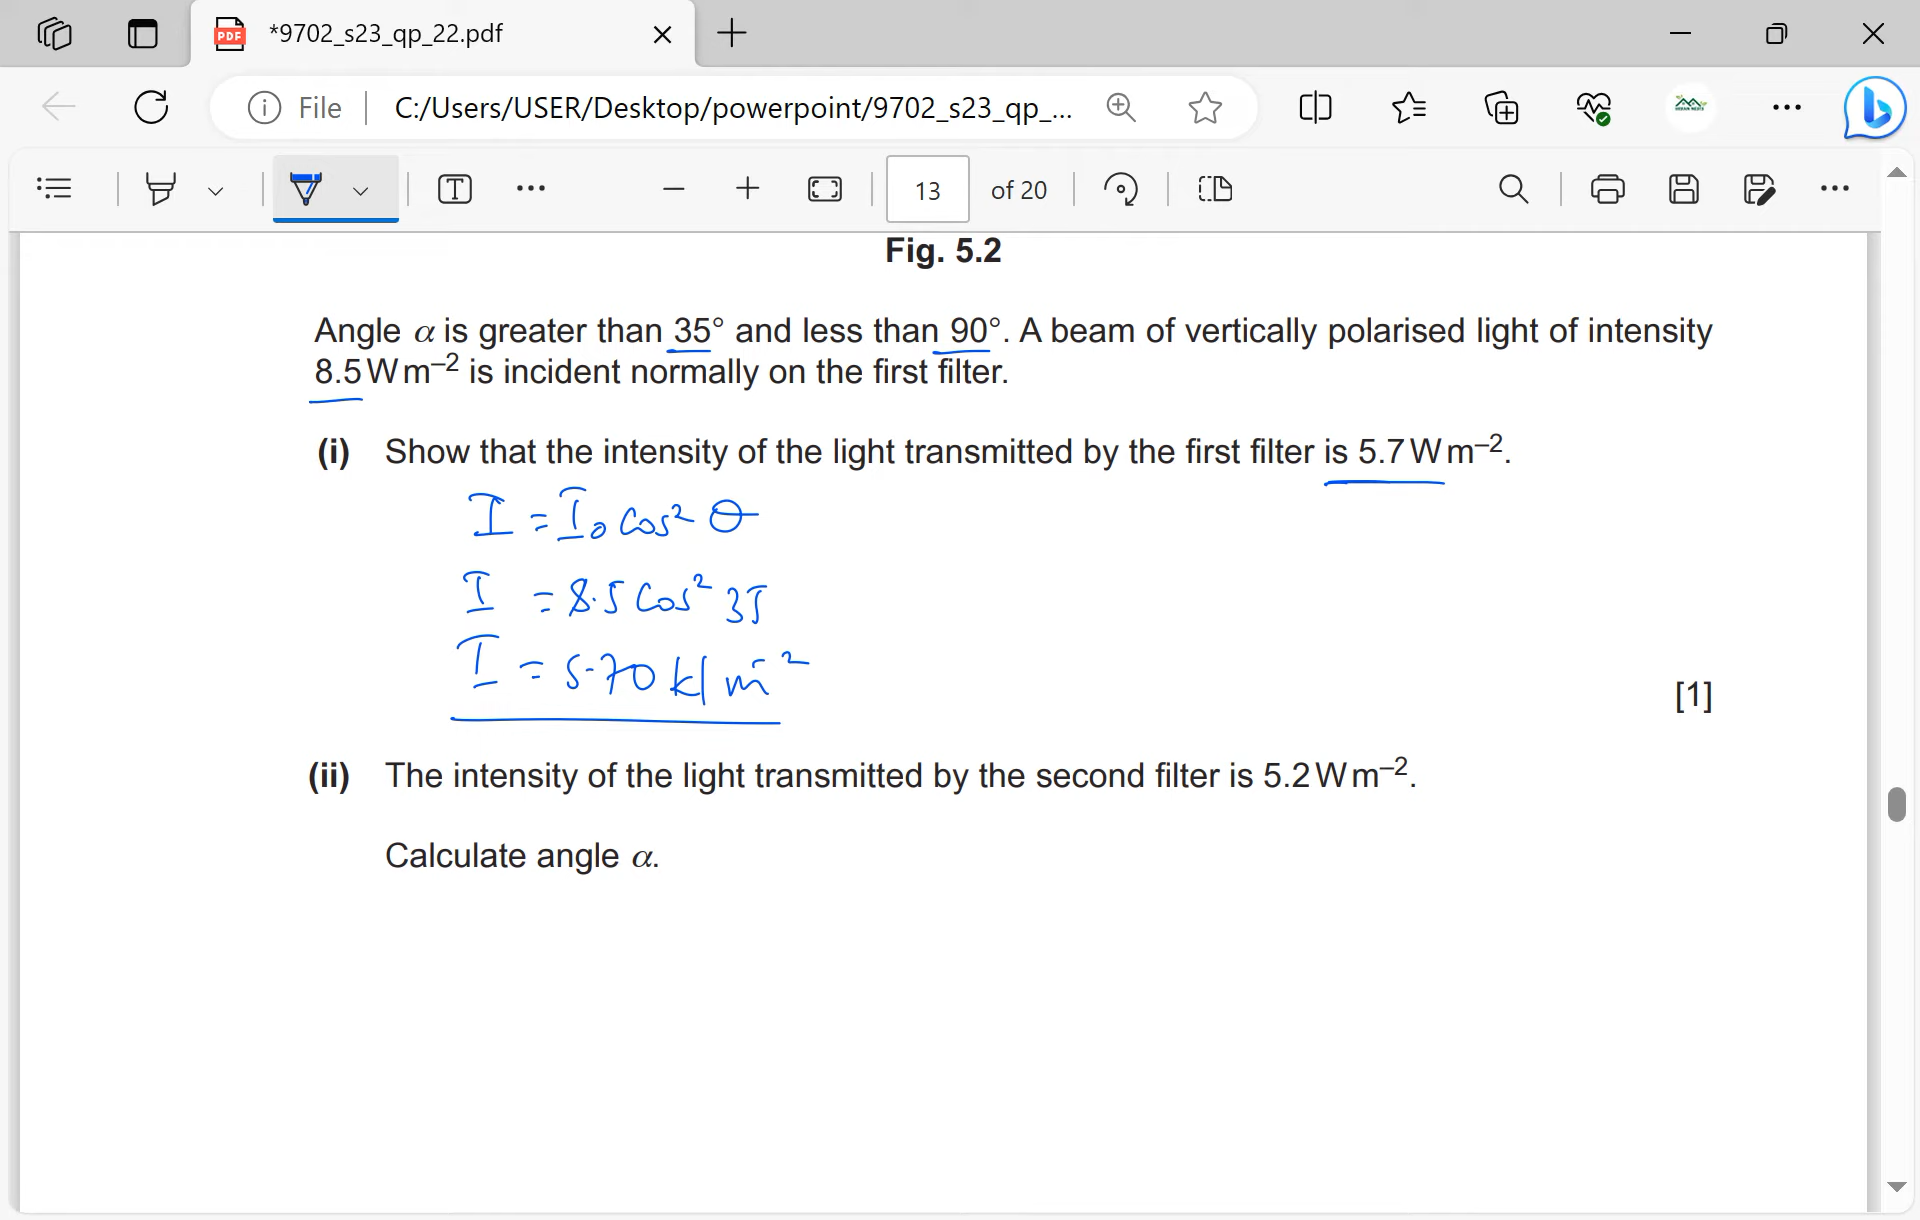 *9702_s23_qp_22.pdf
File
C:/Users/USER/Desktop/powerpoint/9702_s23_qp_...
13 of 20
Fig. 5.2
Angle α is greater than 35° and less than 90°. A beam of vertically polarised light of intensity
8.5 W m⁻² is incident normally on the first filter.
(i) Show that the intensity of the light transmitted by the first filter is 5.7 W m⁻².
I = I₀ Cos² θ
I = 8.5 Cos² 35
I = 5.70 W m⁻²
[1]
(ii) The intensity of the light transmitted by the second filter is 5.2 W m⁻².
Calculate angle α.